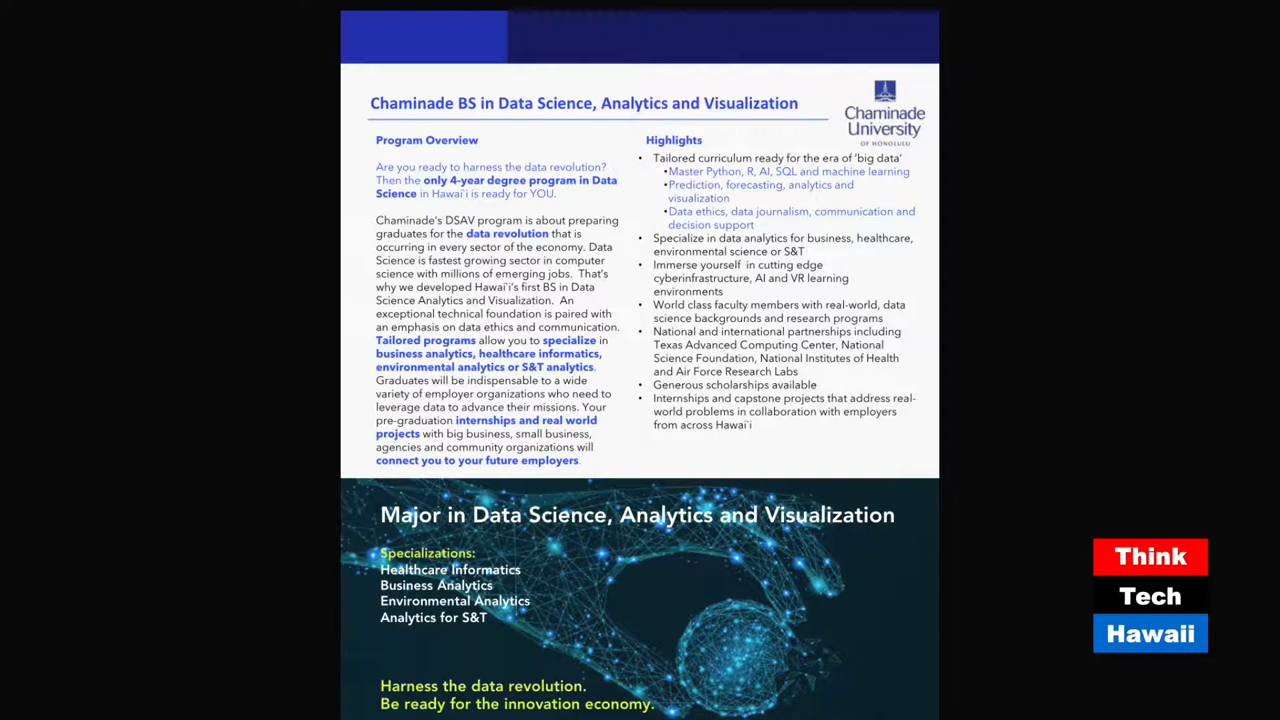 Chaminade BS in Data Science, Analytics and Visualization
Chaminade
University
OF HONOLULU
Program Overview
Are you ready to harness the data revolution?
Then the only 4-year degree program in Data
Science in Hawai`i is ready for YOU.
Chaminade's DSAV program is about preparing
graduates for the data revolution that is
occurring in every sector of the economy. Data
Science is fastest growing sector in computer
science with millions of emerging jobs. That's
why we developed Hawai`i's first BS in Data
Science Analytics and Visualization. An
exceptional technical foundation is paired with
an emphasis on data ethics and communication.
Tailored programs allow you to specialize in
business analytics, healthcare informatics,
environmental analytics or S&T analytics.
Graduates will be indispensable to a wide
variety of employer organizations who need to
leverage data to advance their missions. Your
pre-graduation internships and real world
projects with big business, small business,
agencies and community organizations will
connect you to your future employers.
Highlights
• Tailored curriculum ready for the era of 'big data'
•Master Python, R, AI, SQL and machine learning
•Prediction, forecasting, analytics and
visualization
•Data ethics, data journalism, communication and
decision support
• Specialize in data analytics for business, healthcare,
environmental science or S&T
• Immerse yourself in cutting edge
cyberinfrastructure, AI and VR learning
environments
• World class faculty members with real-world, data
science backgrounds and research programs
• National and international partnerships including
Texas Advanced Computing Center, National
Science Foundation, National Institutes of Health
and Air Force Research Labs
• Generous scholarships available
• Internships and capstone projects that address real-
world problems in collaboration with employers
from across Hawai`i
Major in Data Science, Analytics and Visualization
Specializations:
Healthcare Informatics
Business Analytics
Environmental Analytics
Analytics for S&T
Harness the data revolution.
Be ready for the innovation economy.
Think
Tech
Hawaii